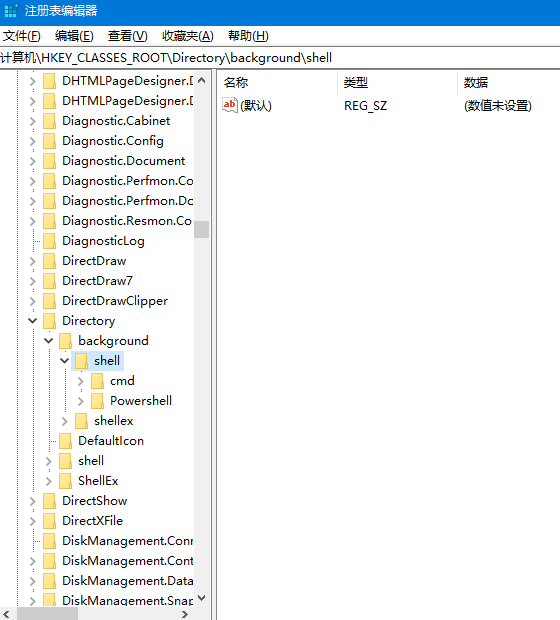 注册表编辑器
文件(F) 编辑(E) 查看(V) 收藏夹(A) 帮助(H)
计算机\HKEY_CLASSES_ROOT\Directory\background\shell
DHTMLPageDesigner.D
DHTMLPageDesigner.D
Diagnostic.Cabinet
Diagnostic.Config
Diagnostic.Document
Diagnostic.Perfmon.Co
Diagnostic.Perfmon.Do
Diagnostic.Resmon.Co
DiagnosticLog
DirectDraw
DirectDraw7
DirectDrawClipper
Directory
background
shell
cmd
Powershell
shellex
DefaultIcon
shell
ShellEx
DirectShow
DirectXFile
DiskManagement.Conn
DiskManagement.Cont
DiskManagement.Data
DiskManagement.Snap
名称 类型 数据
ab (默认) REG_SZ (数值未设置)